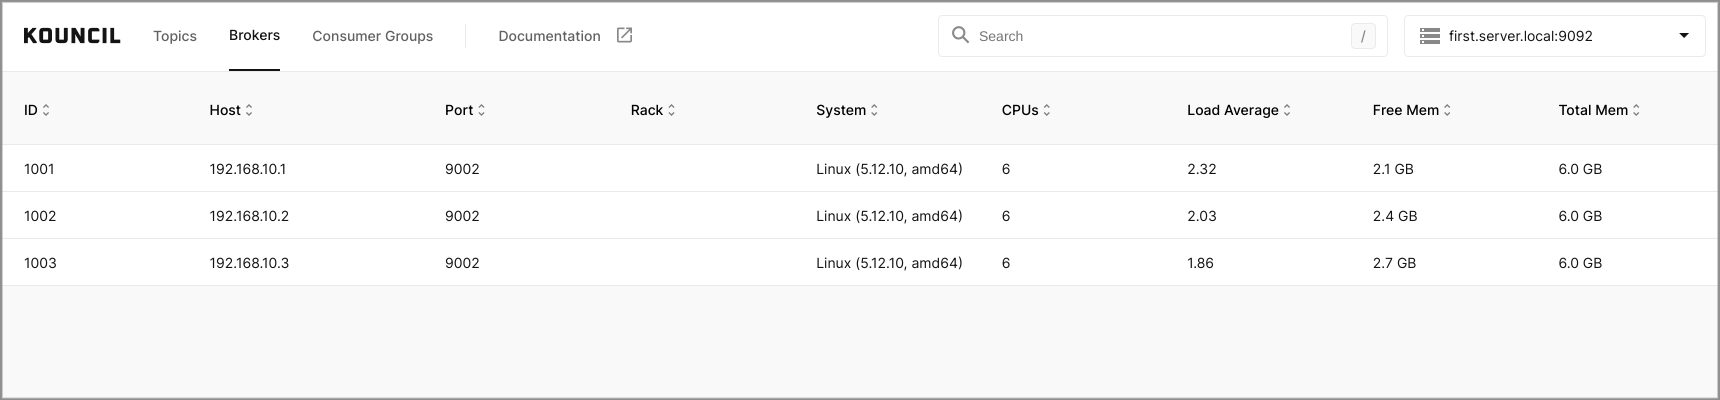 KOUNCIL Topics Brokers Consumer Groups Documentation Search / first.server.local:9092
ID Host Port Rack System CPUs Load Average Free Mem Total Mem
1001 192.168.10.1 9002 Linux (5.12.10, amd64) 6 2.32 2.1 GB 6.0 GB
1002 192.168.10.2 9002 Linux (5.12.10, amd64) 6 2.03 2.4 GB 6.0 GB
1003 192.168.10.3 9002 Linux (5.12.10, amd64) 6 1.86 2.7 GB 6.0 GB